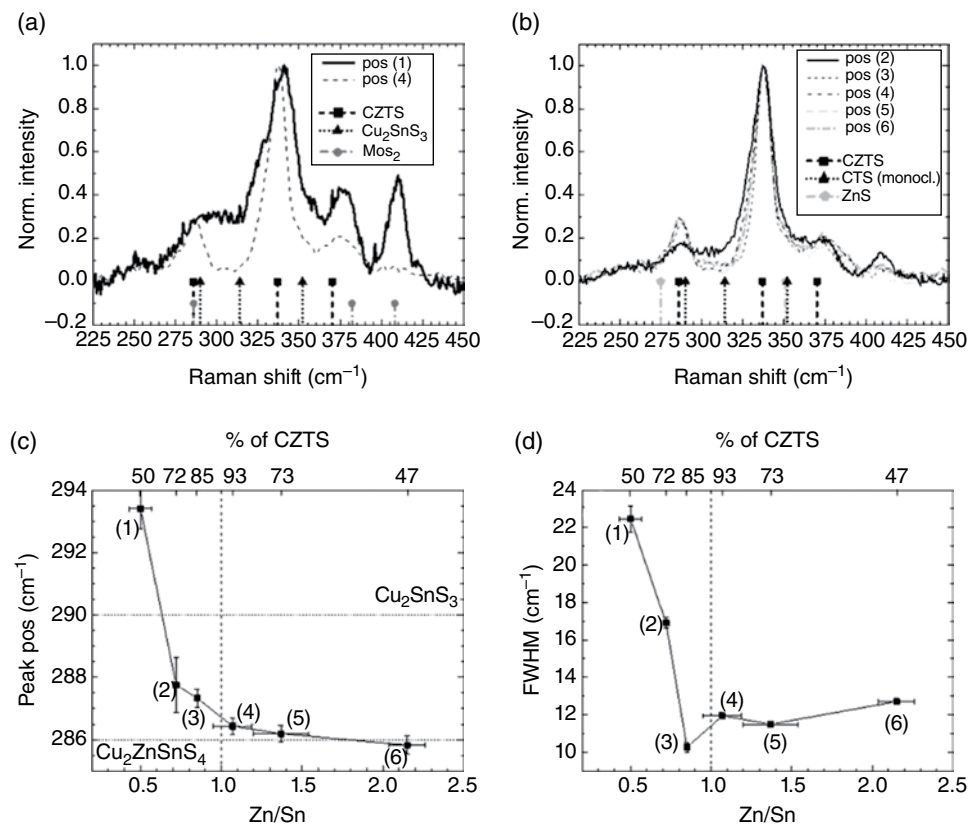 (a)
Norm. intensity
1.0
0.8
0.6
0.4
0.2
0.0
–0.2
pos (1)
pos (4)
CZTS
Cu₂SnS₃
Mos₂
225 250 275 300 325 350 375 400 425 450
Raman shift (cm⁻¹)
(b)
Norm. intensity
1.0
0.8
0.6
0.4
0.2
0.0
–0.2
pos (2)
pos (3)
pos (4)
pos (5)
pos (6)
CZTS
CTS (monocl.)
ZnS
225 250 275 300 325 350 375 400 425 450
Raman shift (cm⁻¹)
(c)
% of CZTS
50 72 85 93 73 47
Peak pos (cm⁻¹)
294
292
290
288
286
(1)
(2)
(3)
(4)
(5)
(6)
Cu₂SnS₃
Cu₂ZnSnS₄
0.5 1.0 1.5 2.0 2.5
Zn/Sn
(d)
% of CZTS
50 72 85 93 73 47
FWHM (cm⁻¹)
24
22
20
18
16
14
12
10
(1)
(2)
(3)
(4)
(5)
(6)
0.5 1.0 1.5 2.0 2.5
Zn/Sn